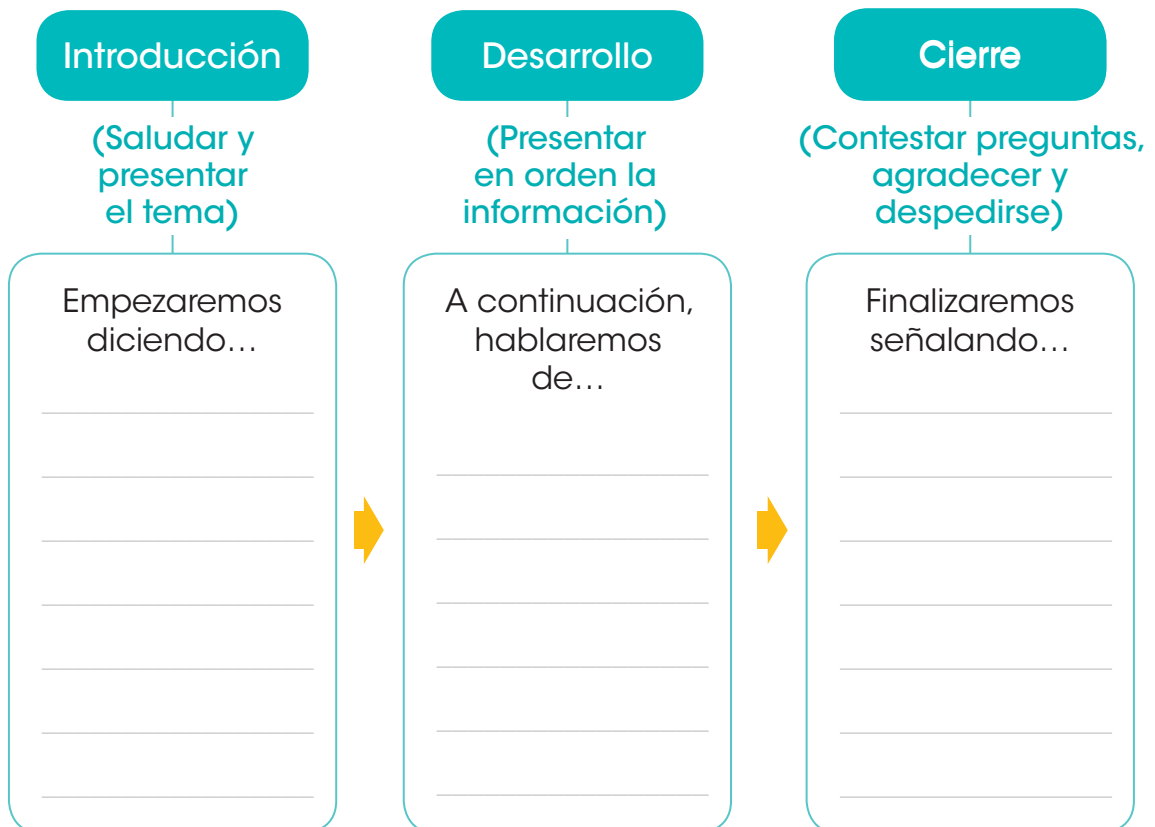 Introducción
(Saludar y
presentar
el tema)
Empezaremos
diciendo…
Desarrollo
(Presentar
en orden la
información)
A continuación,
hablaremos
de…
Cierre
(Contestar preguntas,
agradecer y
despedirse)
Finalizaremos
señalando…